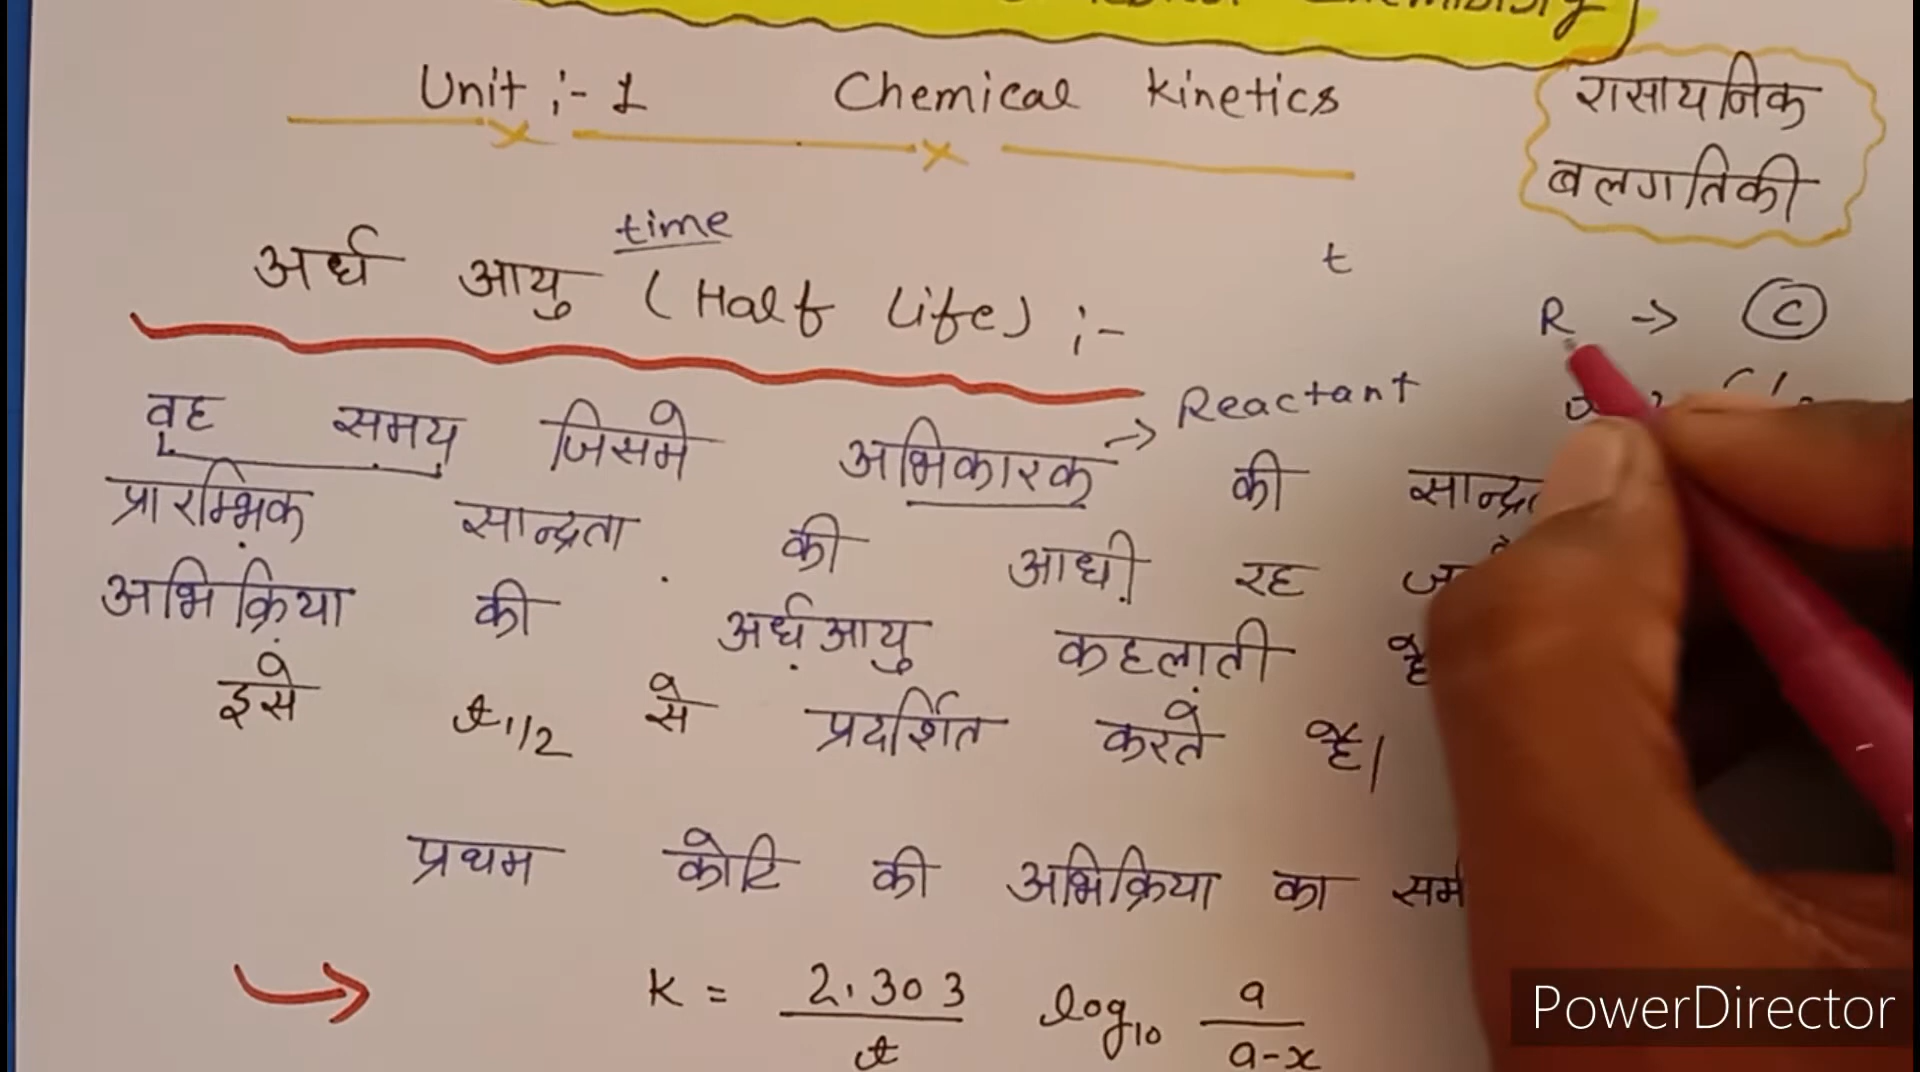 Unit :- 1 Chemical Kinetics
रासायनिक
बलगतिकी
time
अर्ध आयु (Half Life) :-
t
R -> C
-> Reactant
वह समय जिसमे अभिकारक की
प्रारम्भिक सान्द्रता की आधी रह
अभिक्रिया की अर्धआयु कहलाती है
इसे t1/2 से प्रदर्शित करते है।
प्रथम कोटि की अभिक्रिया का
K = 2.303/t log10 a/a-x
PowerDirector